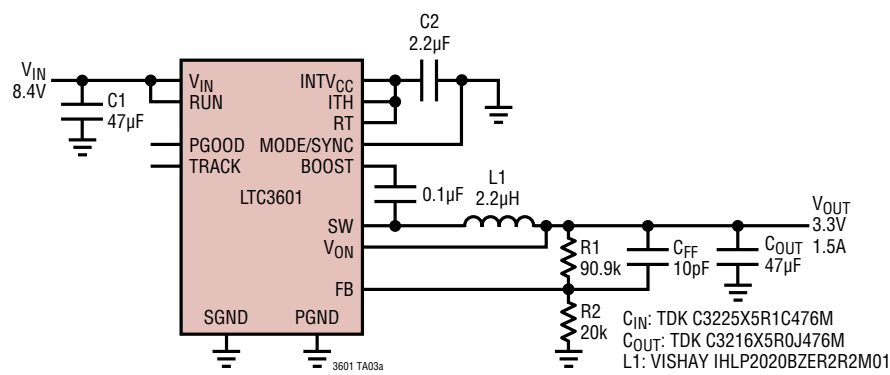 C2
2.2µF
VIN
8.4V
C1
47µF
VIN
RUN
PGOOD
TRACK
LTC3601
INTVCC
ITH
RT
MODE/SYNC
BOOST
SW
VON
FB
SGND
PGND
0.1µF
L1
2.2µH
R1
90.9k
R2
20k
CFF
10pF
COUT
47µF
VOUT
3.3V
1.5A
CIN: TDK C3225X5R1C476M
COUT: TDK C3216X5R0J476M
L1: VISHAY IHLP2020BZER2R2M01
3601 TA03a